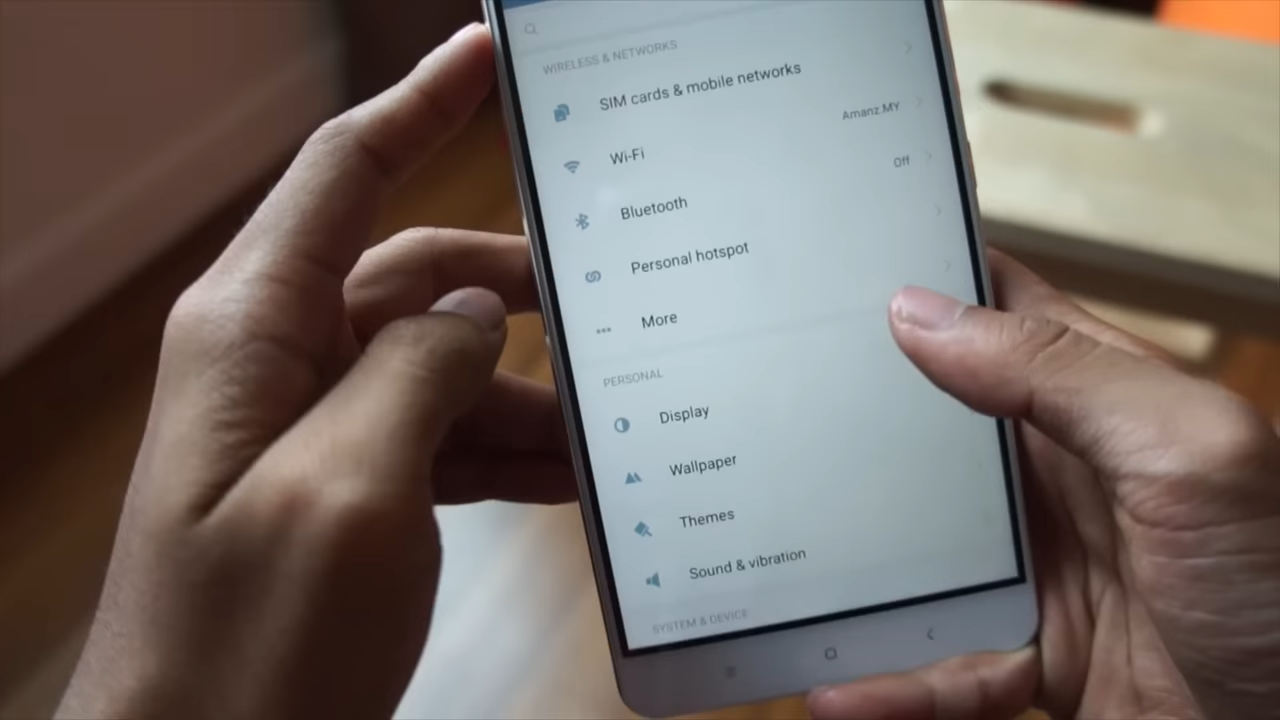 WIRELESS & NETWORKS
SIM cards & mobile networks
Wi-Fi Amanz.MY
Bluetooth Off
Personal hotspot
More
PERSONAL
Display
Wallpaper
Themes
Sound & vibration
SYSTEM & DEVICE